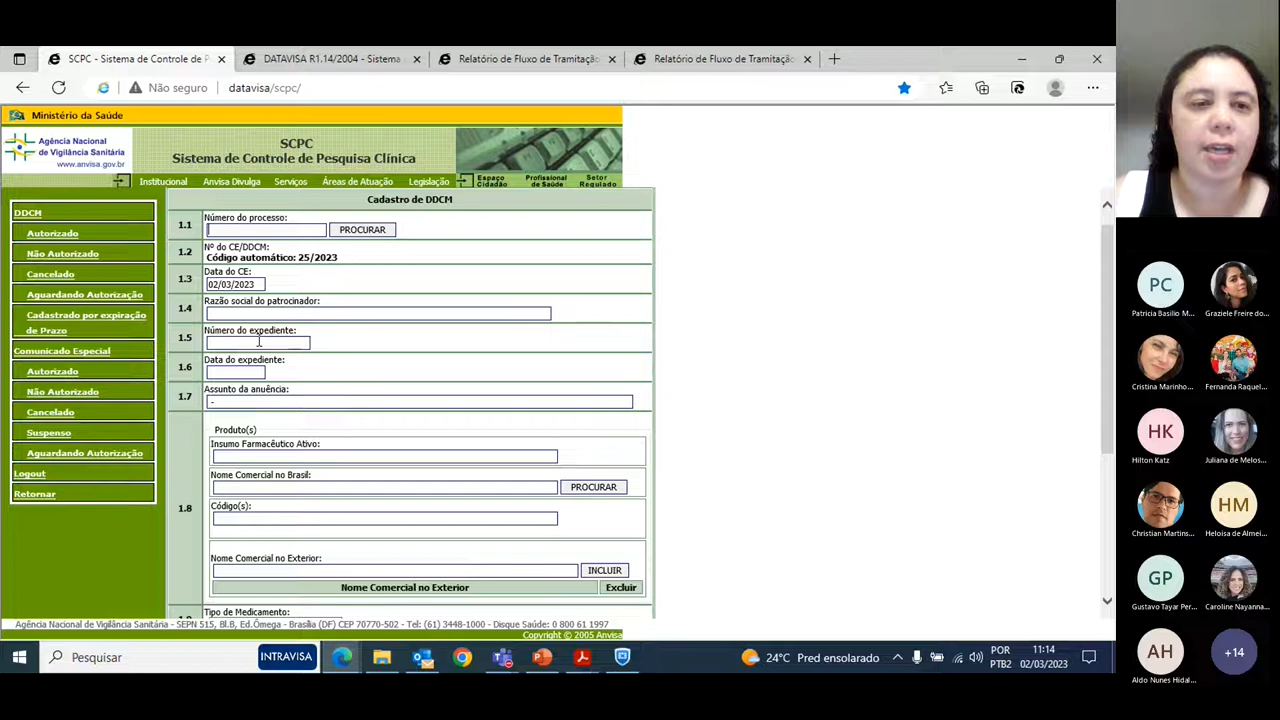 SCPC - Sistema de Controle de P
DATAVISA R1.14/2004 - Sistema
Relatório de Fluxo de Tramitação
Relatório de Fluxo de Tramitação
Não seguro
datavisa/scpc/
Ministério da Saúde
Agência Nacional
de Vigilância Sanitária
www.anvisa.gov.br
SCPC
Sistema de Controle de Pesquisa Clínica
Institucional
Anvisa Divulga
Serviços
Áreas de Atuação
Legislação
Espaço
Cidadão
Profissional
de Saúde
Setor
Regulado
DDCM
Autorizado
Não Autorizado
Cancelado
Aguardando Autorização
Cadastrado por expiração
de Prazo
Comunicado Especial
Autorizado
Não Autorizado
Cancelado
Suspenso
Aguardando Autorização
Logout
Retornar
Cadastro de DDCM
1.1
Número do processo:
PROCURAR
1.2
Nº do CE/DDCM:
Código automático: 25/2023
1.3
Data do CE:
02/03/2023
1.4
Razão social do patrocinador:
1.5
Número do expediente:
1.6
Data do expediente:
1.7
Assunto da anuência:
-
1.8
Produto(s)
Insumo Farmacêutico Ativo:
Nome Comercial no Brasil:
PROCURAR
Código(s):
Nome Comercial no Exterior:
INCLUIR
Nome Comercial no Exterior
Excluir
Tipo de Medicamento:
Agência Nacional de Vigilância Sanitária - SEPN 515, Bl.B, Ed.Ômega - Brasília (DF) CEP 70770-502 - Tel: (61) 3448-1000 - Disque Saúde: 0 800 61 1997
Copyright © 2005 Anvisa
Pesquisar
INTRAVISA
24°C Pred ensolarado
POR
PTB2
11:14
02/03/2023
PC
Patricia Basilio M...
Graziele Freire do...
Cristina Marinho...
Fernanda Raquel...
HK
Hilton Katz
Juliana de Melos...
Christian Martins...
HM
Heloisa de Almei...
GP
Gustavo Tayar Per...
Caroline Nayanna...
AH
Aldo Nunes Hidal...
+14